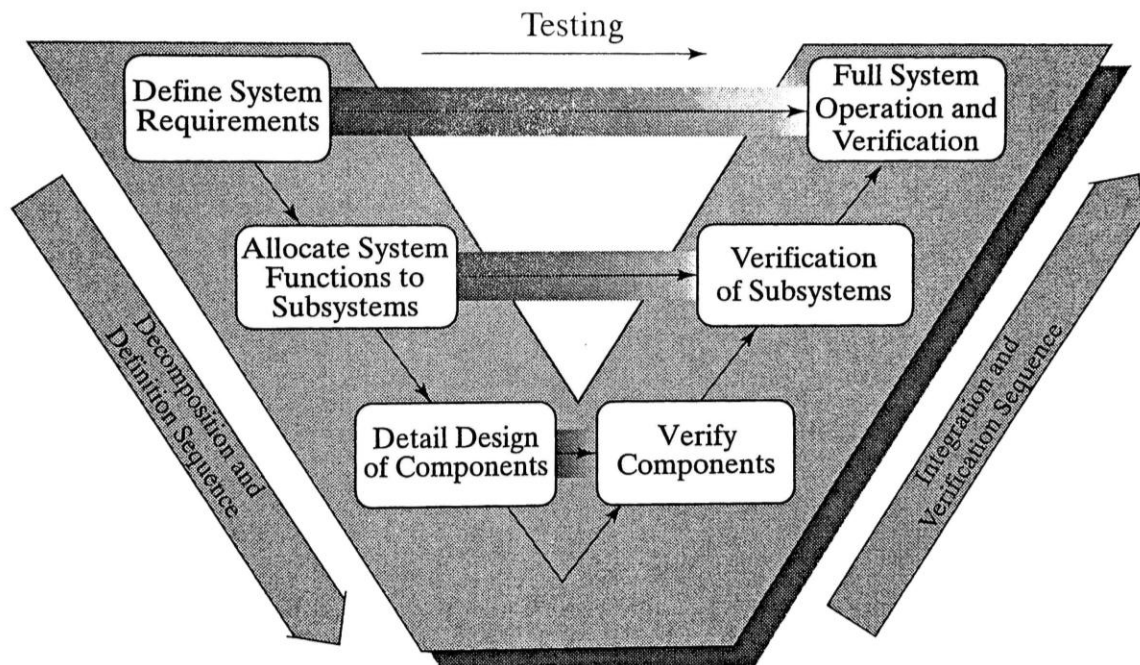 Testing
Define System
Requirements
Full System
Operation and
Verification
Allocate System
Functions to
Subsystems
Verification
of Subsystems
Detail Design
of Components
Verify
Components
Decomposition and
Definition Sequence
Integration and
Verification Sequence